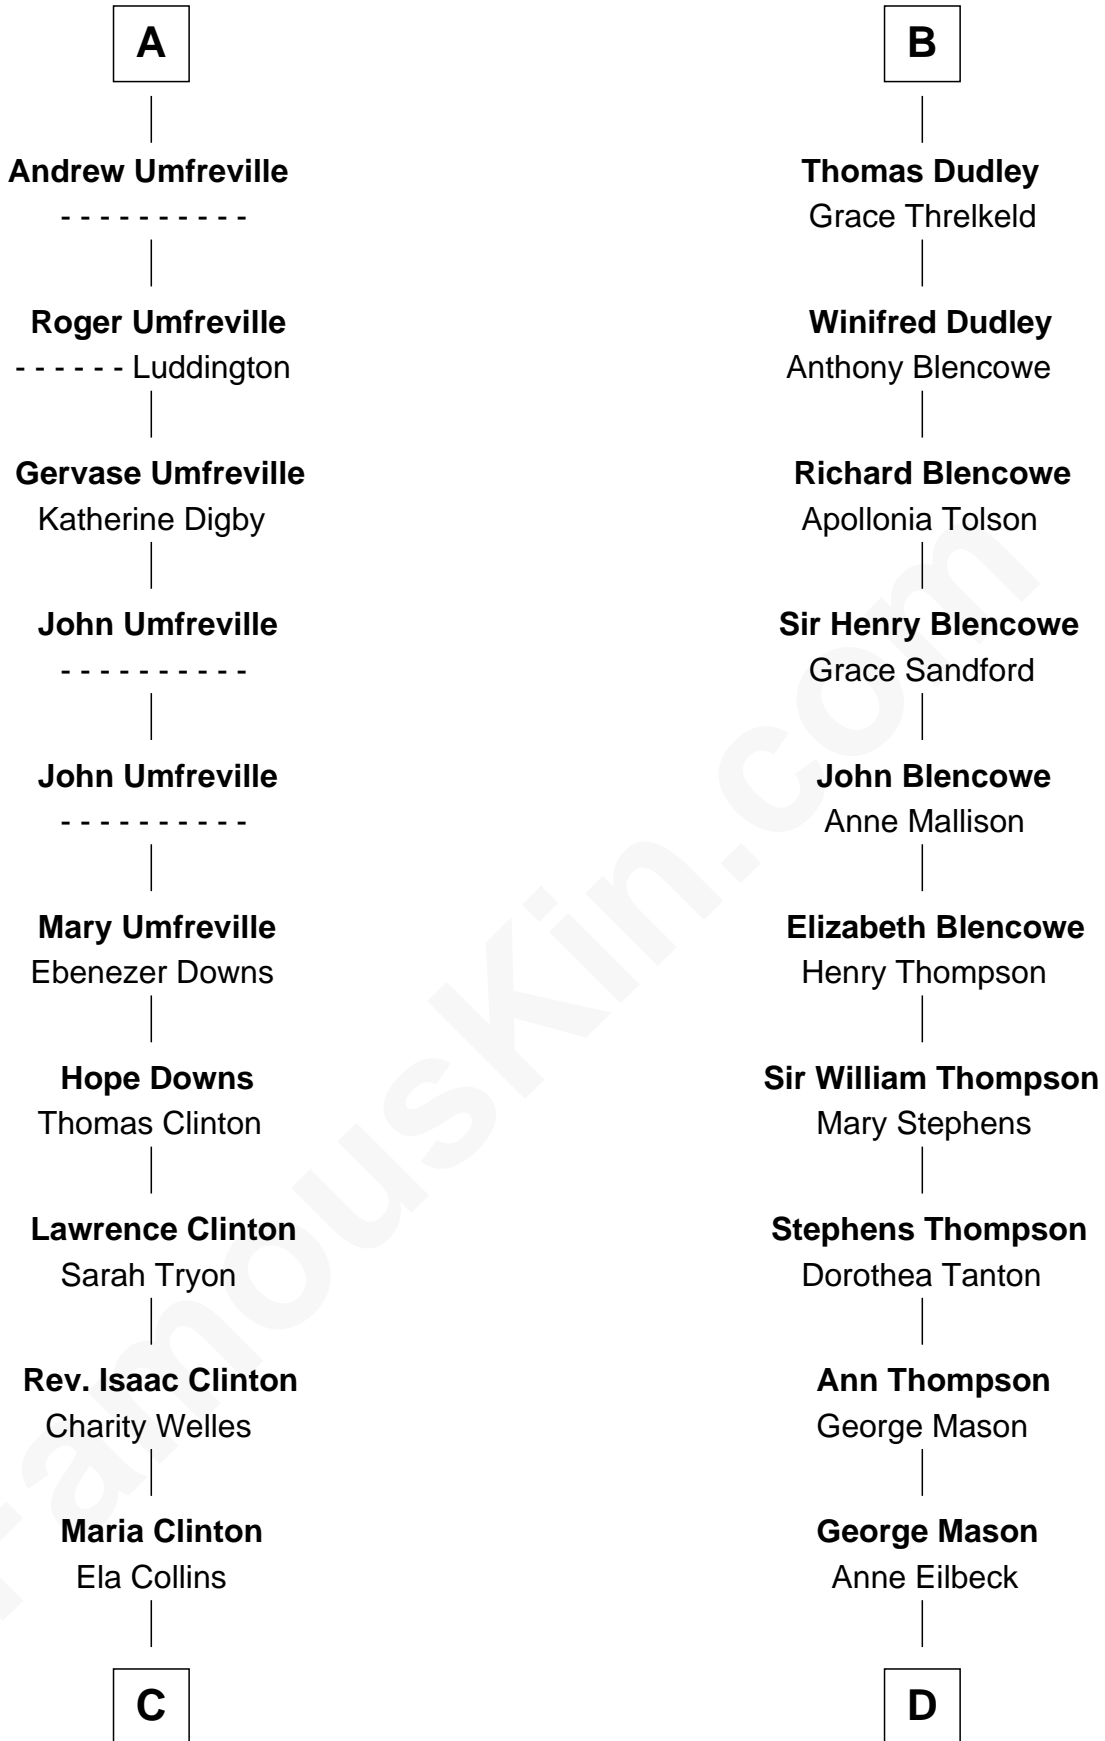 A
Andrew Umfreville
- - - - - - - - - -
Roger Umfreville
- - - - - - Luddington
Gervase Umfreville
Katherine Digby
John Umfreville
- - - - - - - - - -
John Umfreville
- - - - - - - - - -
Mary Umfreville
Ebenezer Downs
Hope Downs
Thomas Clinton
Lawrence Clinton
Sarah Tryon
Rev. Isaac Clinton
Charity Welles
Maria Clinton
Ela Collins
C
B
Thomas Dudley
Grace Threlkeld
Winifred Dudley
Anthony Blencowe
Richard Blencowe
Apollonia Tolson
Sir Henry Blencowe
Grace Sandford
John Blencowe
Anne Mallison
Elizabeth Blencowe
Henry Thompson
Sir William Thompson
Mary Stephens
Stephens Thompson
Dorothea Tanton
Ann Thompson
George Mason
George Mason
Anne Eilbeck
D
FamousKin.com